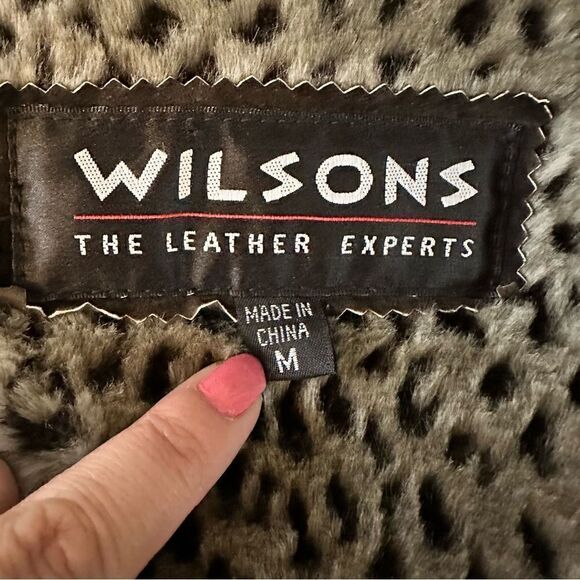 WILSONS
THE LEATHER EXPERTS
MADE IN
CHINA
M